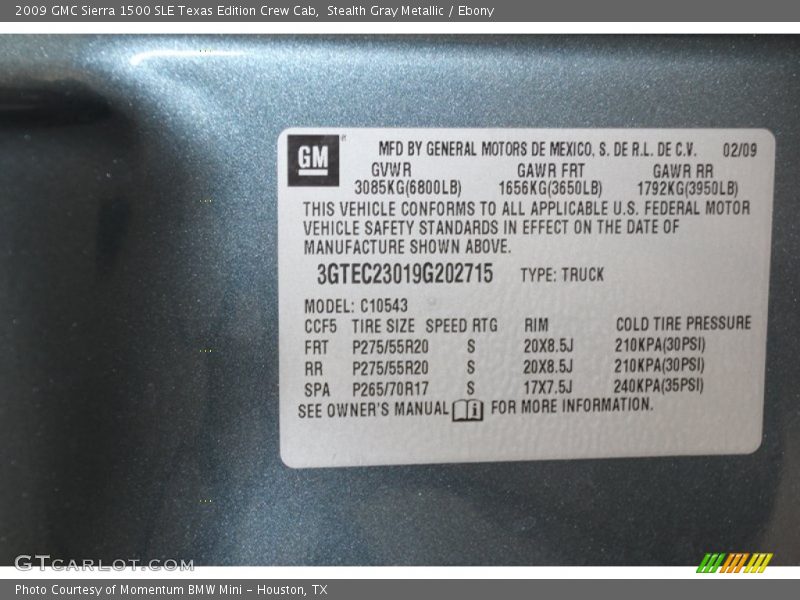 2009 GMC Sierra 1500 SLE Texas Edition Crew Cab, Stealth Gray Metallic / Ebony
GM
MFD BY GENERAL MOTORS DE MEXICO, S. DE R.L. DE C.V. 02/09
GVWR GAWR FRT GAWR RR
3085KG(6800LB) 1656KG(3650LB) 1792KG(3950LB)
THIS VEHICLE CONFORMS TO ALL APPLICABLE U.S. FEDERAL MOTOR
VEHICLE SAFETY STANDARDS IN EFFECT ON THE DATE OF
MANUFACTURE SHOWN ABOVE.
3GTEC23019G202715 TYPE: TRUCK
MODEL: C10543
CCF5 TIRE SIZE SPEED RTG RIM COLD TIRE PRESSURE
FRT P275/55R20 S 20X8.5J 210KPA(30PSI)
RR P275/55R20 S 20X8.5J 210KPA(30PSI)
SPA P265/70R17 S 17X7.5J 240KPA(35PSI)
SEE OWNER'S MANUAL i FOR MORE INFORMATION.
GTcarlot.com
Photo Courtesy of Momentum BMW Mini - Houston, TX